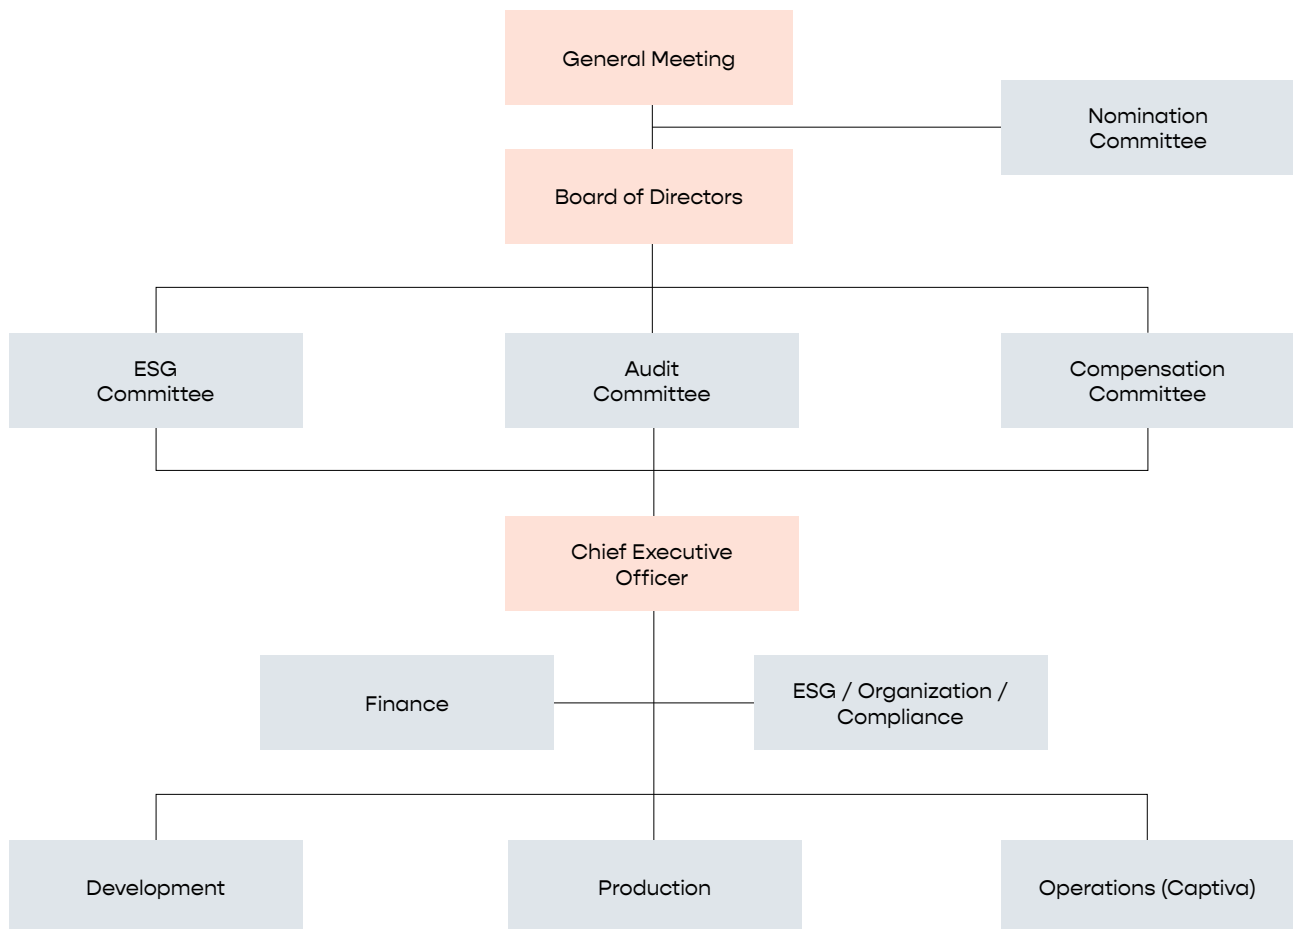 General Meeting
Nomination
Committee
Board of Directors
ESG
Committee
Audit
Committee
Compensation
Committee
Chief Executive
Officer
Finance
ESG / Organization /
Compliance
Development
Production
Operations (Captiva)